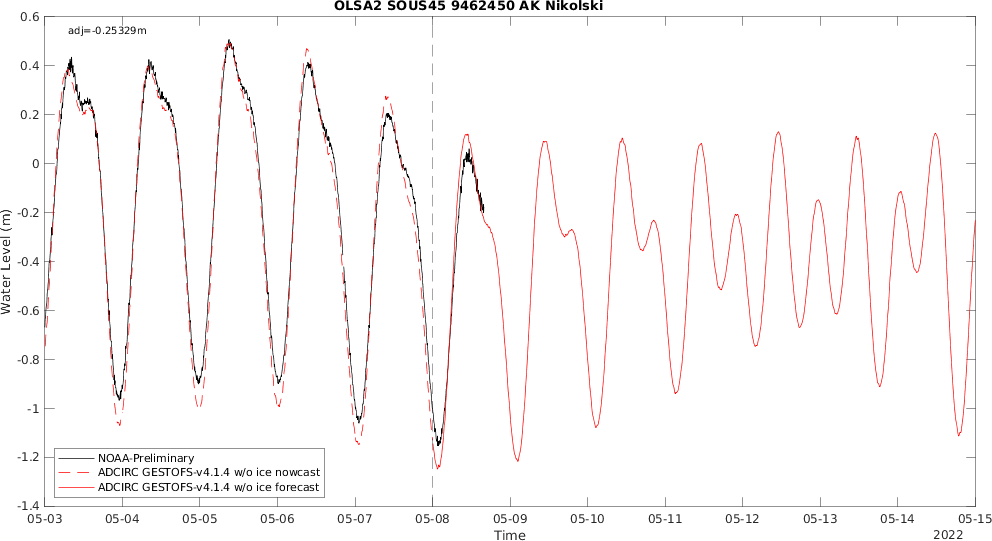 OLSA2 SOUS45 9462450 AK Nikolski
adj=-0.25329m
Water Level (m)
0.6
0.4
0.2
0
-0.2
-0.4
-0.6
-0.8
-1
-1.2
-1.4
NOAA-Preliminary
ADCIRC GESTOFS-v4.1.4 w/o ice nowcast
ADCIRC GESTOFS-v4.1.4 w/o ice forecast
05-03 05-04 05-05 05-06 05-07 05-08 05-09 05-10 05-11 05-12 05-13 05-14 05-15
Time
2022